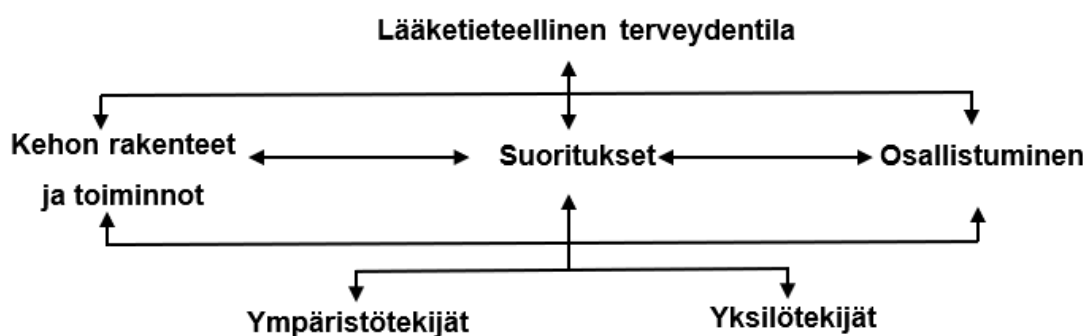 Lääketieteellinen terveydentila
Kehon rakenteet
ja toiminnot
Suoritukset
Osallistuminen
Ympäristötekijät
Yksilötekijät